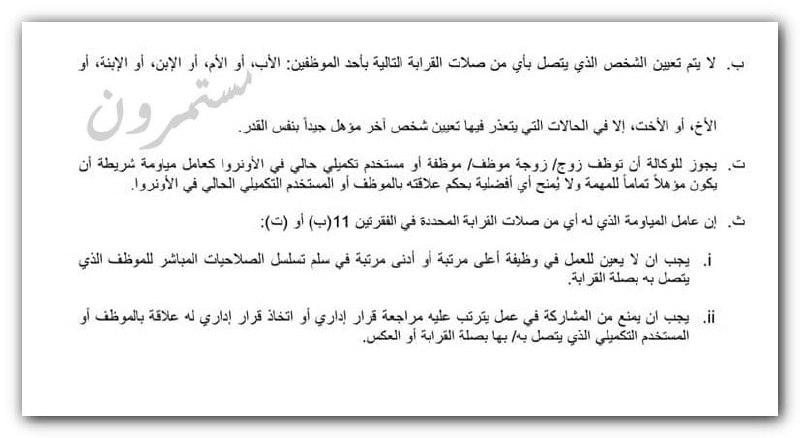 ب. لا يتم تعيين الشخص الذي يتصل بأي من صلات القرابة التالية بأحد الموظفين: الأب، أو الأم، أر الإبن، أو الإبنة، أو
مستمرون
الأخ، أو الأخت، إلا في الحالات التي يتعذر فيها تعيين شخص آخر مؤهل جيداً بنفس القدر.
ت. يجوز للوكالة أن توظف زوج/ زوجة موظف/ موظفة أو مستخدم تكميلي حالي في الأونروا كعامل مياومة شريطة أن
يكون مؤهلاً تماماً للمهمة ولا يُمنح أي أفضلية بحكم علاقته بالموظف أو المستخدم التكميلي الحالي في الأونروا.
ث. إن عامل المياومة الذي له أي من صلات القرابة المحددة في الفقرتين 11(ب) أو (ت):
i. يجب ان لا يعين للعمل في وظيفة أعلى مرتبة أو أدنى مرتبة في سلم تسلسل الصلاحيات المباشر للموظف الذي
يتصل به بصلة القرابة.
ii. يجب ان يمنع من المشاركة في عمل يترتب عليه مراجعة قرار إداري أو اتخاذ قرار إداري له علاقة بالموظف أو
المستخدم التكميلي الذي يتصل به/ بها بصلة القرابة أو العكس.